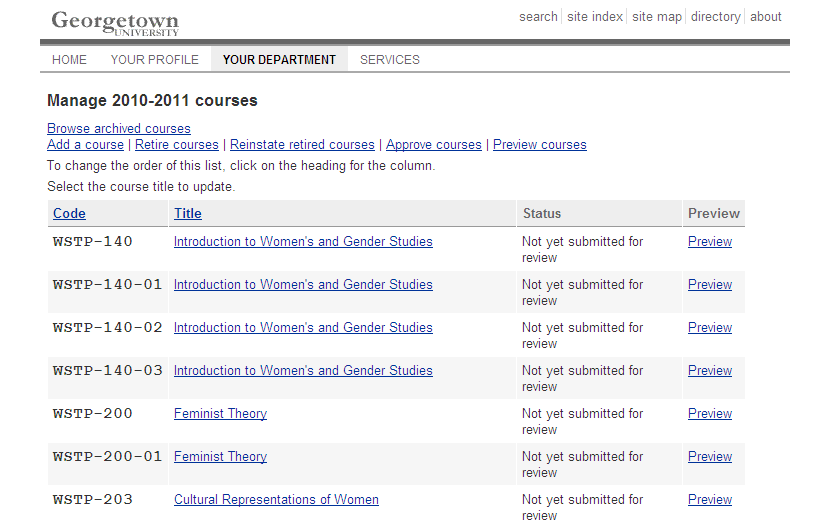 Georgetown
UNIVERSITY
search site index site map directory about
HOME YOUR PROFILE YOUR DEPARTMENT SERVICES
Manage 2010-2011 courses
Browse archived courses
Add a course | Retire courses | Reinstate retired courses | Approve courses | Preview courses
To change the order of this list, click on the heading for the column.
Select the course title to update.
Code Title Status Preview
WSTP-140 Introduction to Women's and Gender Studies Not yet submitted for Preview
review
WSTP-140-01 Introduction to Women's and Gender Studies Not yet submitted for Preview
review
WSTP-140-02 Introduction to Women's and Gender Studies Not yet submitted for Preview
review
WSTP-140-03 Introduction to Women's and Gender Studies Not yet submitted for Preview
review
WSTP-200 Feminist Theory Not yet submitted for Preview
review
WSTP-200-01 Feminist Theory Not yet submitted for Preview
review
WSTP-203 Cultural Representations of Women Not yet submitted for Preview
review